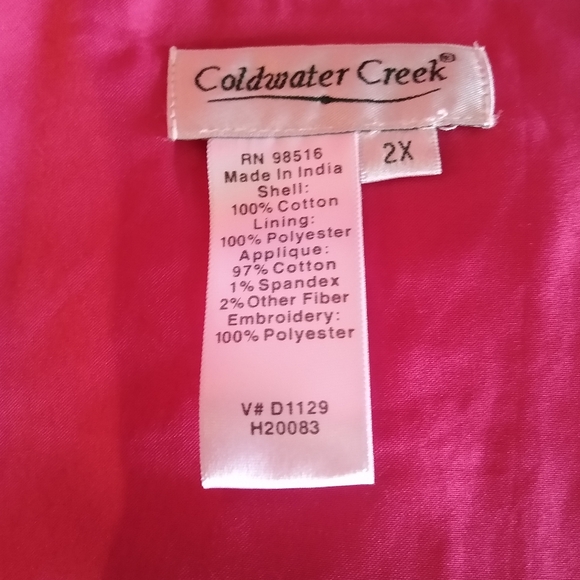 Coldwater Creek®
2X
RN 98516
Made In India
Shell:
100% Cotton
Lining:
100% Polyester
Applique:
97% Cotton
1% Spandex
2% Other Fiber
Embroidery:
100% Polyester
V# D1129
H20083